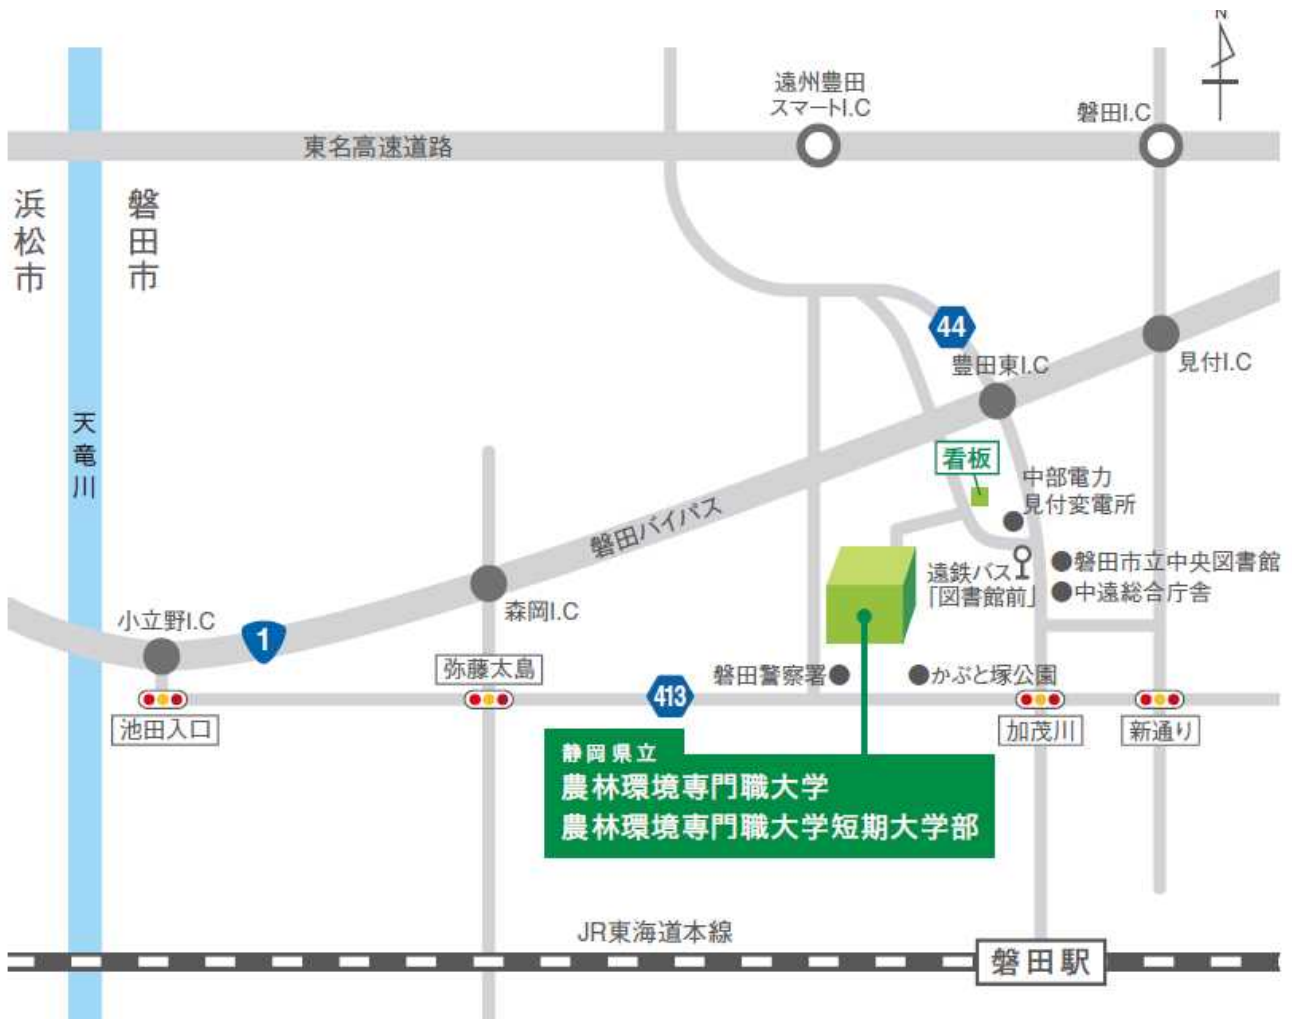 N
遠州豊田
スマートI.C
磐田I.C
東名高速道路
浜松市
磐田市
44
豊田東I.C
見付I.C
天竜川
看板
中部電力
見付変電所
磐田バイパス
遠鉄バス
「図書館前」
●磐田市立中央図書館
●中遠総合庁舎
小立野I.C
1
森岡I.C
弥藤太島
413
磐田警察署●
●かぶと塚公園
池田入口
加茂川
新通り
静岡県立
農林環境専門職大学
農林環境専門職大学短期大学部
JR東海道本線
磐田駅